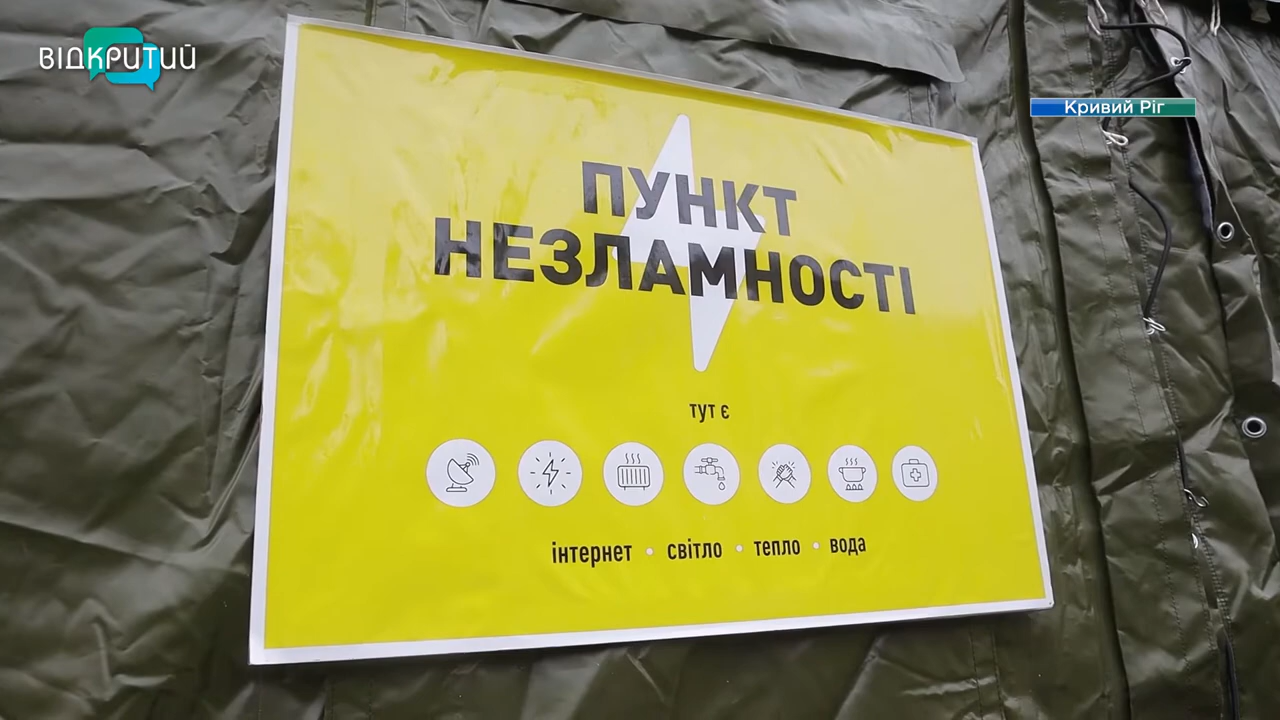 ВІДКРИТИЙ
Кривий Ріг
ПУНКТ
НЕЗЛАМНОСТІ
тут є
інтернет • світло • тепло • вода